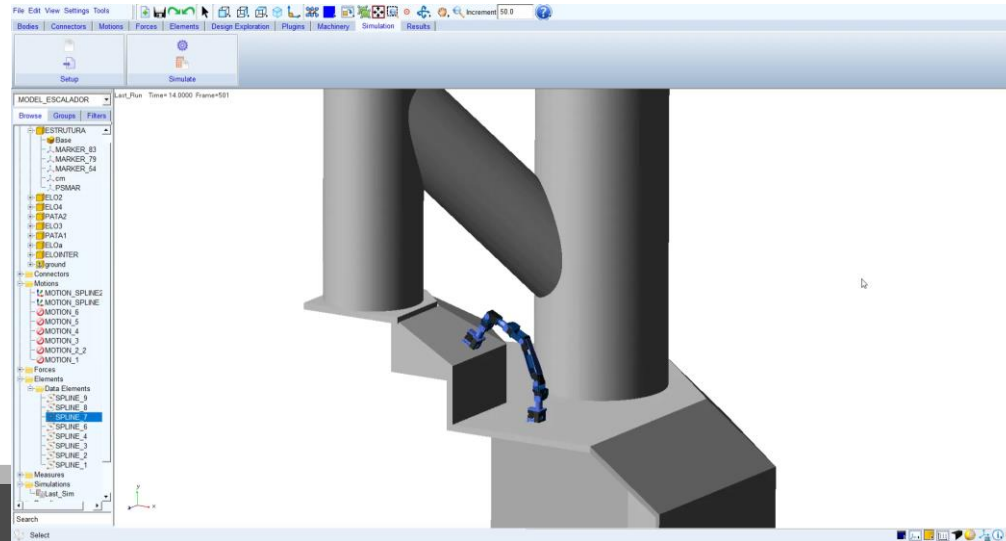 File Edit View Settings Tools
Increment 50.0
Bodies Connectors Motions Forces Elements Design Exploration Plugins Machinery Simulation Results
Setup Simulate
MODEL_ESCALADOR
Last_Run Time= 14.0000 Frame=501
Browse Groups Filters
ESTRUTURA
Base
MARKER_83
MARKER_79
MARKER_54
cm
PSMAR
ELO2
ELO4
PATA2
ELO3
PATA1
ELOa
ELOINTER
ground
Connectors
Motions
MOTION_SPLINE2
MOTION_SPLINE
MOTION_6
MOTION_5
MOTION_4
MOTION_3
MOTION_2_2
MOTION_1
Forces
Elements
Data Elements
SPLINE_9
SPLINE_8
SPLINE_7
SPLINE_6
SPLINE_4
SPLINE_3
SPLINE_2
SPLINE_1
Measures
Simulations
Last_Sim
y
x
Search
Select